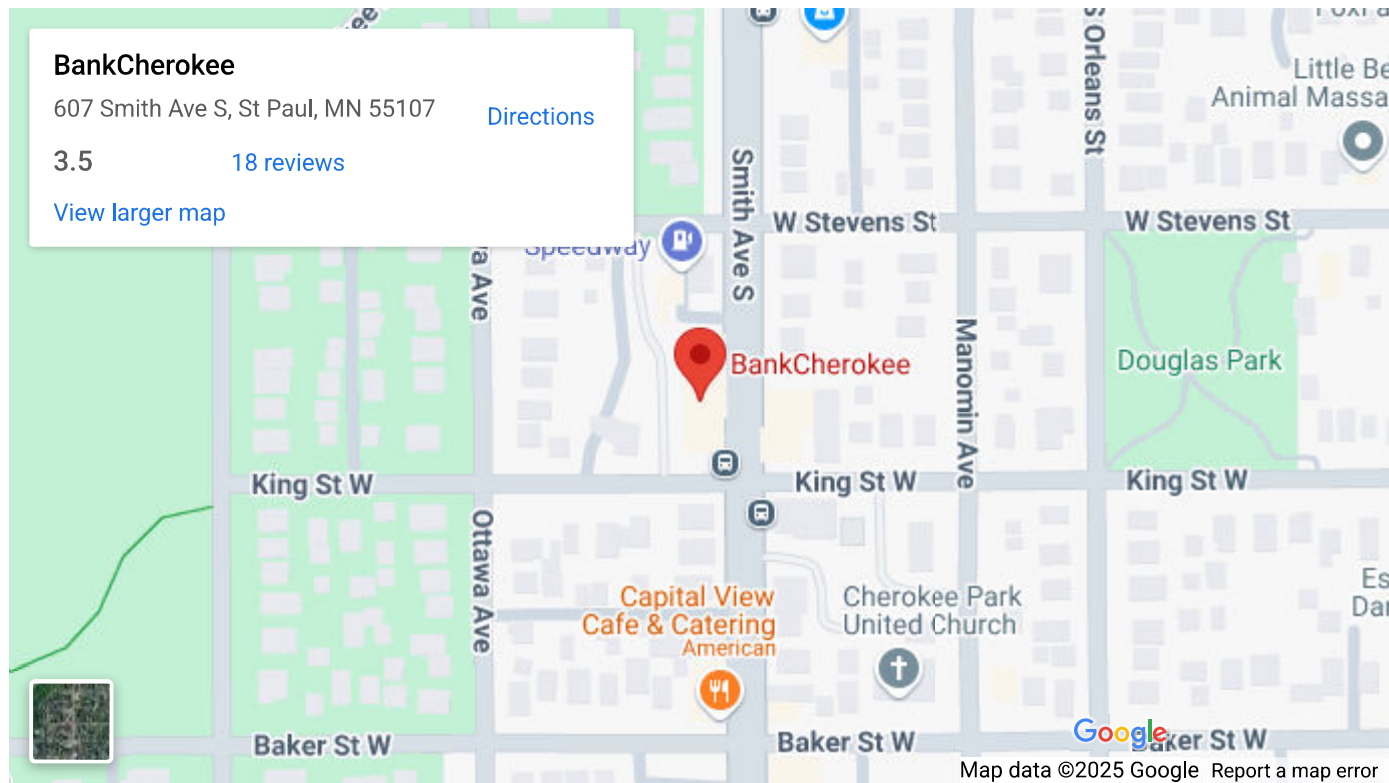 BankCherokee
607 Smith Ave S, St Paul, MN 55107
Directions
3.5
18 reviews
View larger map
Orleans St
Little Be
Animal Massa
Smith Ave S
W Stevens St
W Stevens St
Speedway
a Ave
BankCherokee
Manomin Ave
Douglas Park
King St W
King St W
King St W
Ottawa Ave
Capital View
Cafe & Catering
American
Cherokee Park
United Church
Es
Dar
Baker St W
Baker St W
Baker St W
Google
Map data ©2025 Google
Report a map error